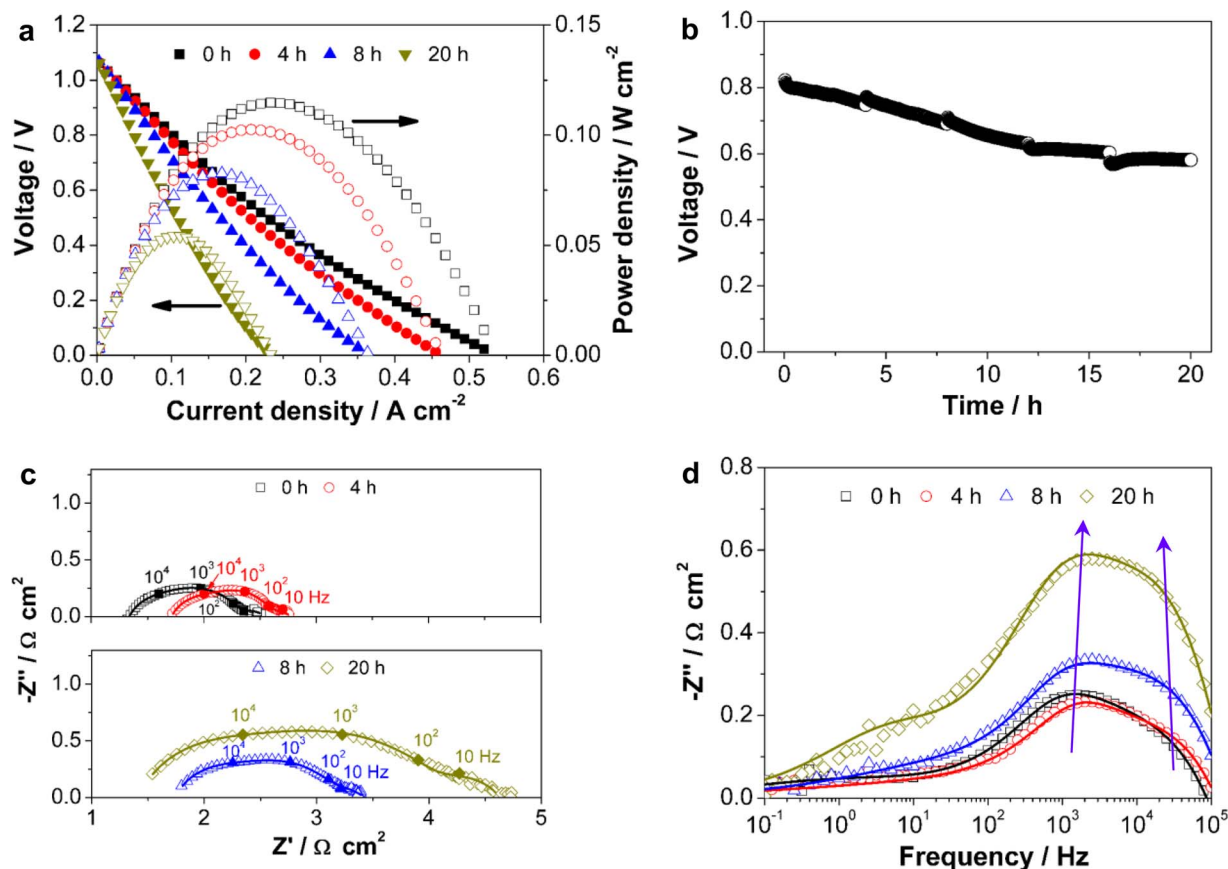 a
0 h 4 h 8 h 20 h
1.2
1.0
0.8
0.6
0.4
0.2
0.0
Voltage / V
0.15
0.10
0.05
0.00
Power density / W cm⁻²
0.0 0.1 0.2 0.3 0.4 0.5 0.6
Current density / A cm⁻²
b
1.0
0.8
0.6
0.4
0.2
0.0
Voltage / V
0 5 10 15 20
Time / h
c
0 h 4 h
1.0
0.5
0.0
10⁴ 10³ 10⁴ 10³ 10² 10 Hz
10²
8 h 20 h
1.0
0.5
0.0
10⁴ 10³ 10²
10⁴ 10³ 10² 10 Hz 10 Hz
-Z'' / Ω cm²
1 2 3 4 5
Z' / Ω cm²
d
0 h 4 h 8 h 20 h
0.8
0.6
0.4
0.2
0.0
-Z'' / Ω cm²
10⁻¹ 10⁰ 10¹ 10² 10³ 10⁴ 10⁵
Frequency / Hz